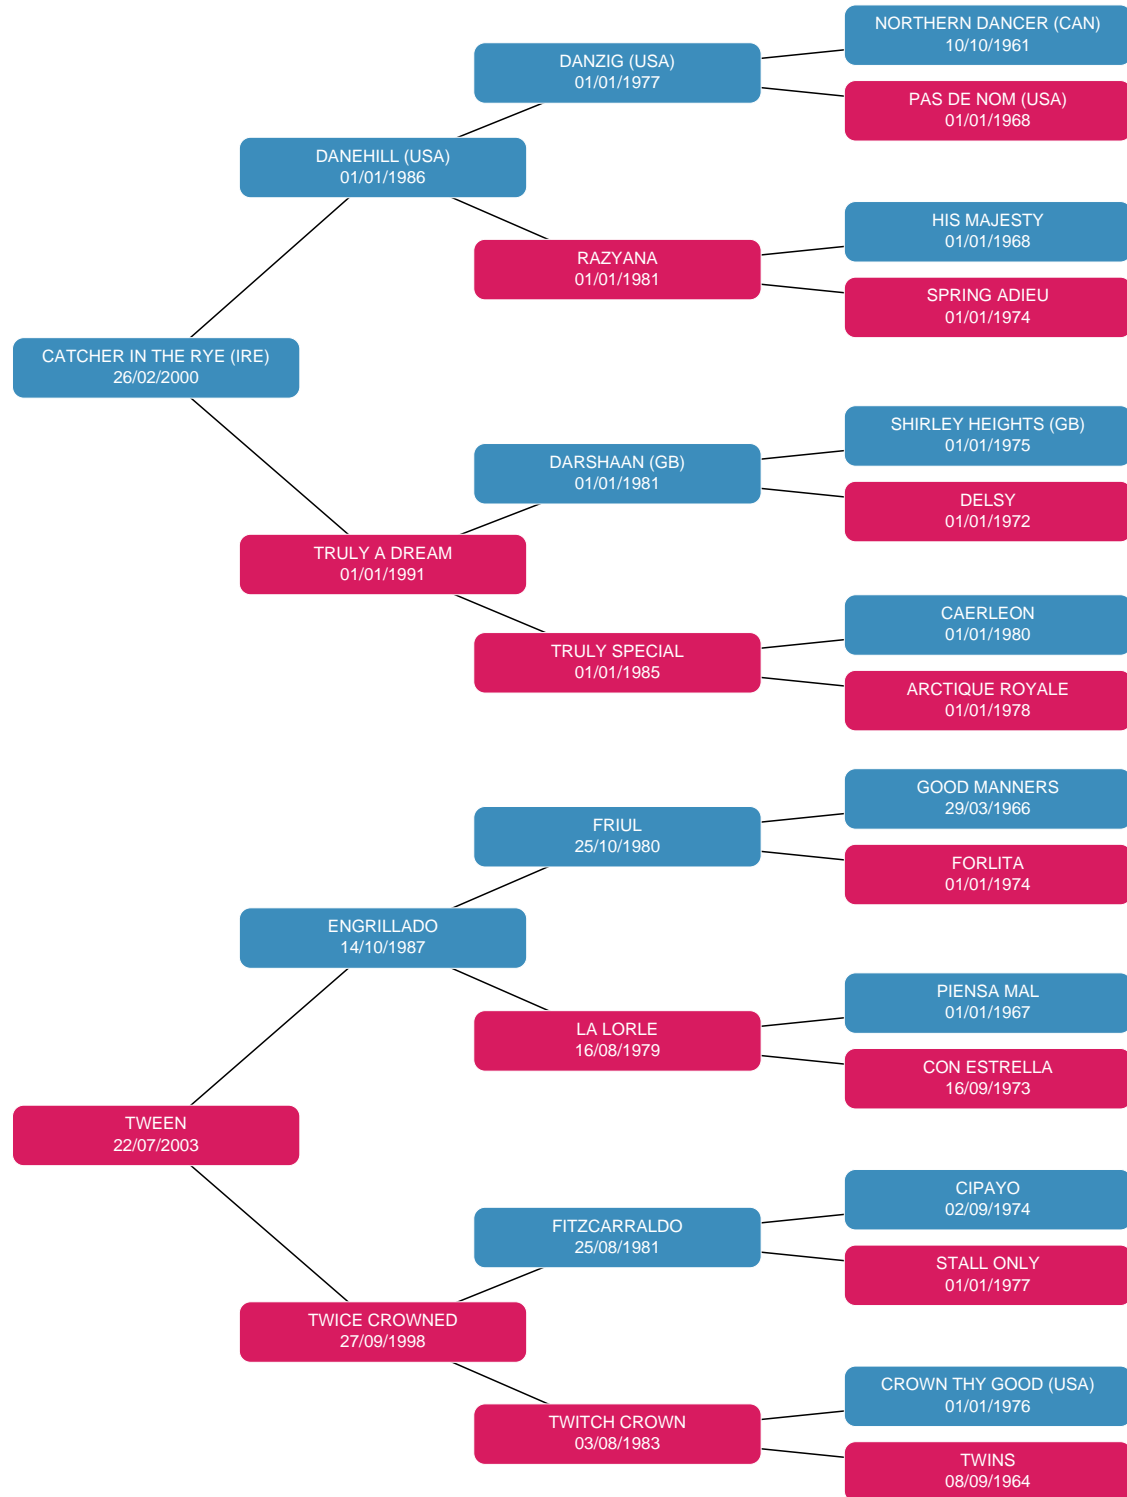 NORTHERN DANCER (CAN)
10/10/1961
DANZIG (USA)
01/01/1977
PAS DE NOM (USA)
01/01/1968
DANEHILL (USA)
01/01/1986
HIS MAJESTY
01/01/1968
RAZYANA
01/01/1981
SPRING ADIEU
01/01/1974
CATCHER IN THE RYE (IRE)
26/02/2000
SHIRLEY HEIGHTS (GB)
01/01/1975
DARSHAAN (GB)
01/01/1981
DELSY
01/01/1972
TRULY A DREAM
01/01/1991
CAERLEON
01/01/1980
TRULY SPECIAL
01/01/1985
ARCTIQUE ROYALE
01/01/1978
GOOD MANNERS
29/03/1966
FRIUL
25/10/1980
FORLITA
01/01/1974
ENGRILLADO
14/10/1987
PIENSA MAL
01/01/1967
LA LORLE
16/08/1979
CON ESTRELLA
16/09/1973
TWEEN
22/07/2003
CIPAYO
02/09/1974
FITZCARRALDO
25/08/1981
STALL ONLY
01/01/1977
TWICE CROWNED
27/09/1998
CROWN THY GOOD (USA)
01/01/1976
TWITCH CROWN
03/08/1983
TWINS
08/09/1964